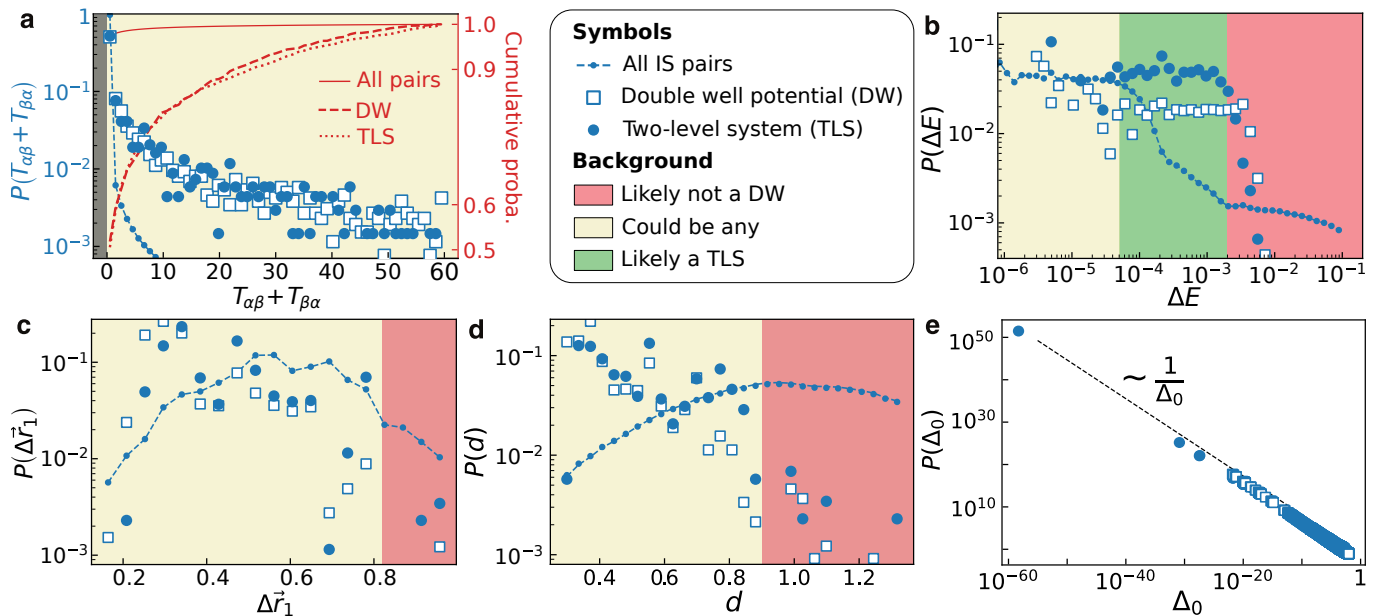 a
P(Tαβ + Tβα)
1
10⁻¹
10⁻²
10⁻³
0 10 20 30 40 50 60
Tαβ + Tβα
All pairs
DW
TLS
1.0
0.9
0.6
0.5
Cumulative proba.
Symbols
All IS pairs
Double well potential (DW)
Two-level system (TLS)
Background
Likely not a DW
Could be any
Likely a TLS
b
P(ΔE)
10⁻¹
10⁻²
10⁻³
10⁻⁶ 10⁻⁵ 10⁻⁴ 10⁻³ 10⁻² 10⁻¹
ΔE
c
P(Δr⃗₁)
10⁻¹
10⁻²
10⁻³
0.2 0.4 0.6 0.8
Δr⃗₁
d
P(d)
10⁻¹
10⁻²
10⁻³
0.4 0.6 0.8 1.0 1.2
d
e
P(Δ₀)
10⁵⁰
10³⁰
10¹⁰
~ 1/Δ₀
10⁻⁶⁰ 10⁻⁴⁰ 10⁻²⁰ 1
Δ₀